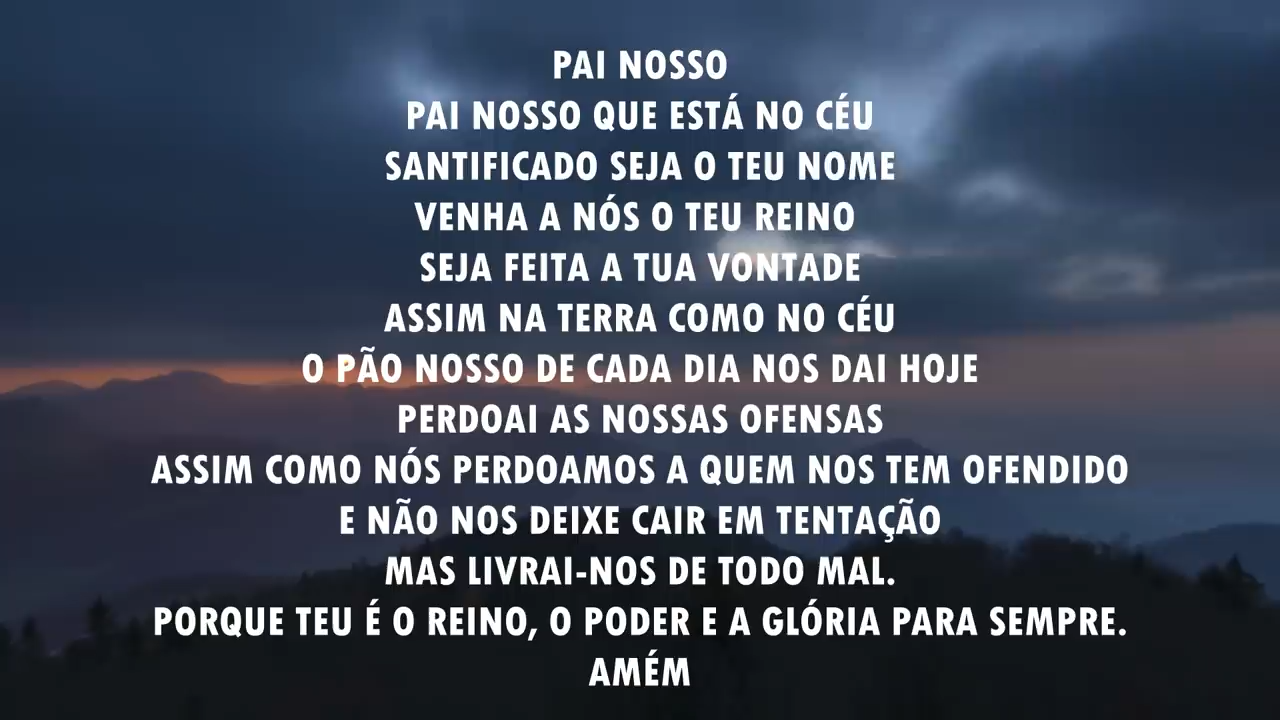 PAI NOSSO
PAI NOSSO QUE ESTÁ NO CÉU
SANTIFICADO SEJA O TEU NOME
VENHA A NÓS O TEU REINO
SEJA FEITA A TUA VONTADE
ASSIM NA TERRA COMO NO CÉU
O PÃO NOSSO DE CADA DIA NOS DAI HOJE
PERDOAI AS NOSSAS OFENSAS
ASSIM COMO NÓS PERDOAMOS A QUEM NOS TEM OFENDIDO
E NÃO NOS DEIXE CAIR EM TENTAÇÃO
MAS LIVRAI-NOS DE TODO MAL.
PORQUE TEU É O REINO, O PODER E A GLÓRIA PARA SEMPRE.
AMÉM